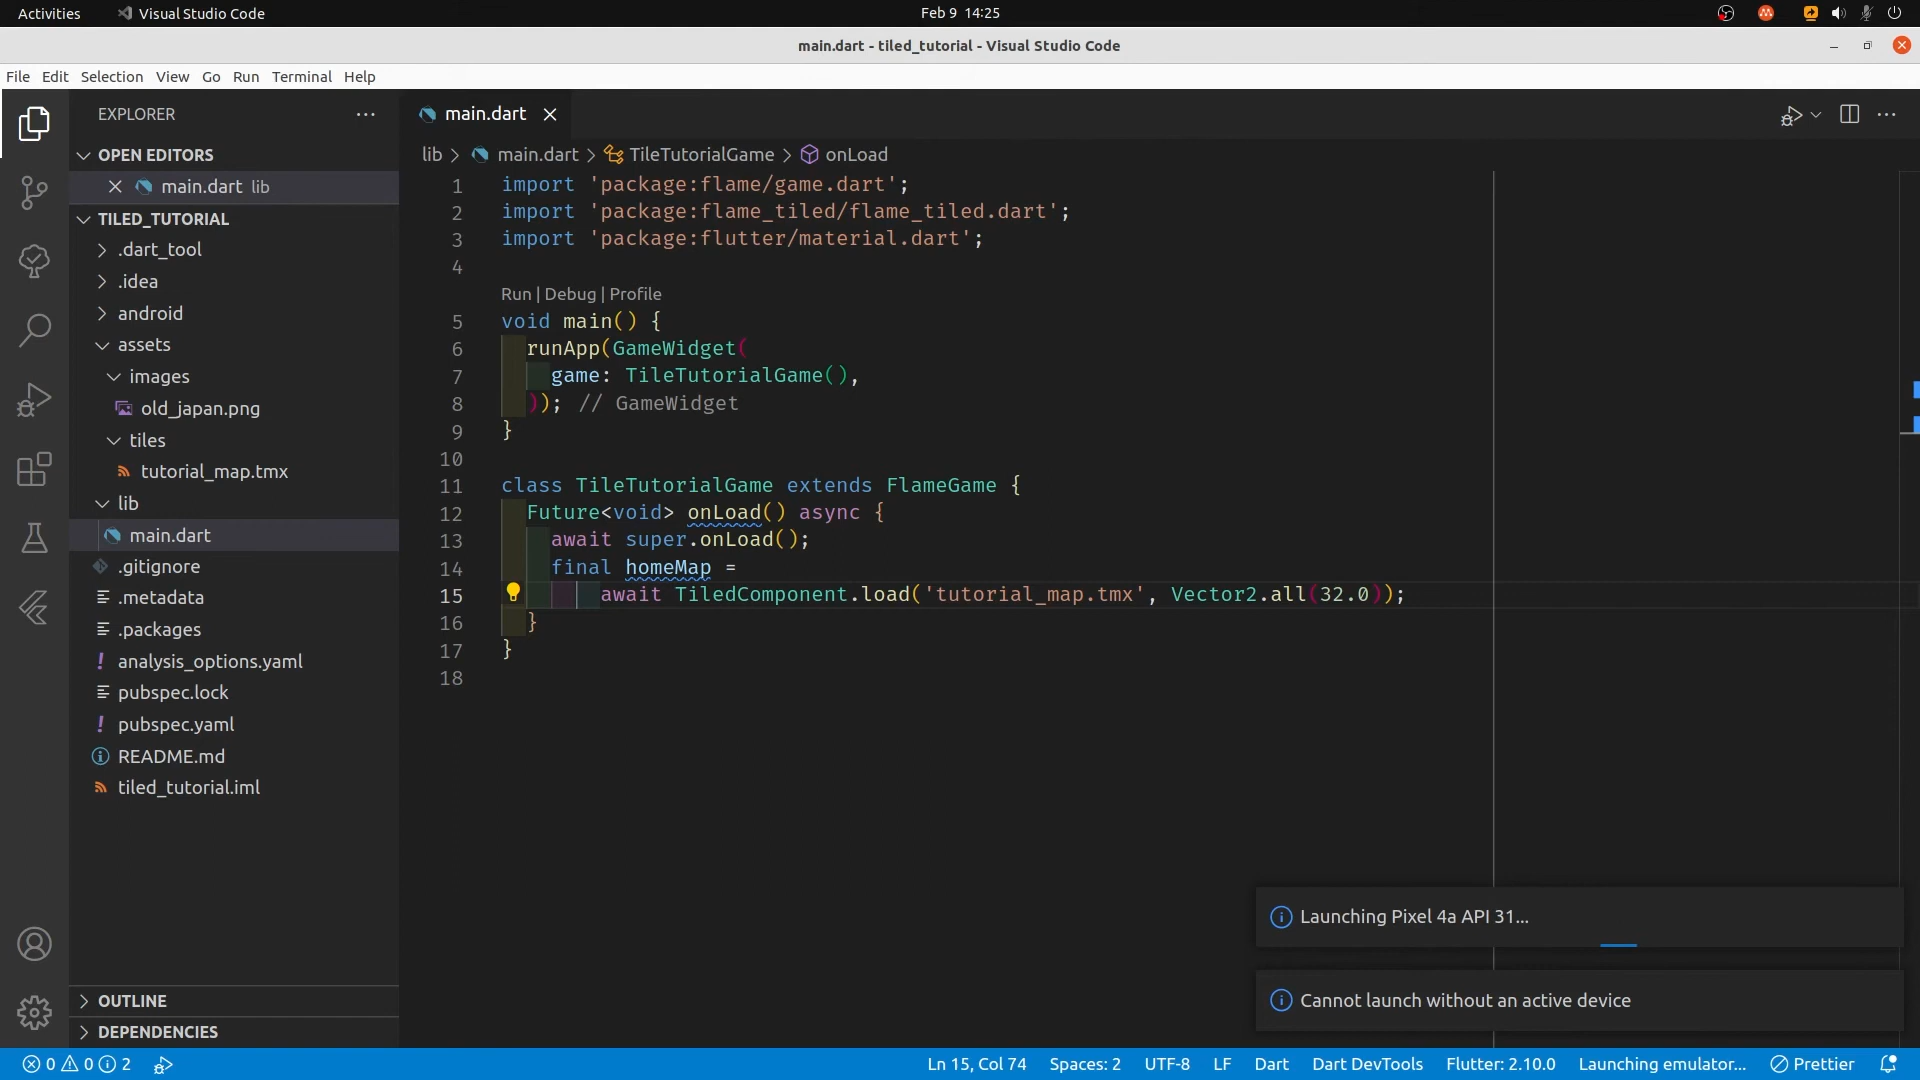 Activities
Visual Studio Code
Feb 9 14:25
main.dart - tiled_tutorial - Visual Studio Code
File Edit Selection View Go Run Terminal Help
EXPLORER
OPEN EDITORS
main.dart lib
TILED_TUTORIAL
.dart_tool
.idea
android
assets
images
old_japan.png
tiles
tutorial_map.tmx
lib
main.dart
.gitignore
.metadata
.packages
analysis_options.yaml
pubspec.lock
pubspec.yaml
README.md
tiled_tutorial.iml
OUTLINE
DEPENDENCIES
main.dart
lib > main.dart > TileTutorialGame > onLoad
1 import 'package:flame/game.dart';
2 import 'package:flame_tiled/flame_tiled.dart';
3 import 'package:flutter/material.dart';
4
Run | Debug | Profile
5 void main() {
6 runApp(GameWidget(
7 game: TileTutorialGame(),
8 )); // GameWidget
9 }
10
11 class TileTutorialGame extends FlameGame {
12 Future<void> onLoad() async {
13 await super.onLoad();
14 final homeMap =
15 await TiledComponent.load('tutorial_map.tmx', Vector2.all(32.0));
16 }
17 }
18
Launching Pixel 4a API 31...
Cannot launch without an active device
0 0 2
Ln 15, Col 74 Spaces: 2 UTF-8 LF Dart Dart DevTools Flutter: 2.10.0 Launching emulator... Prettier